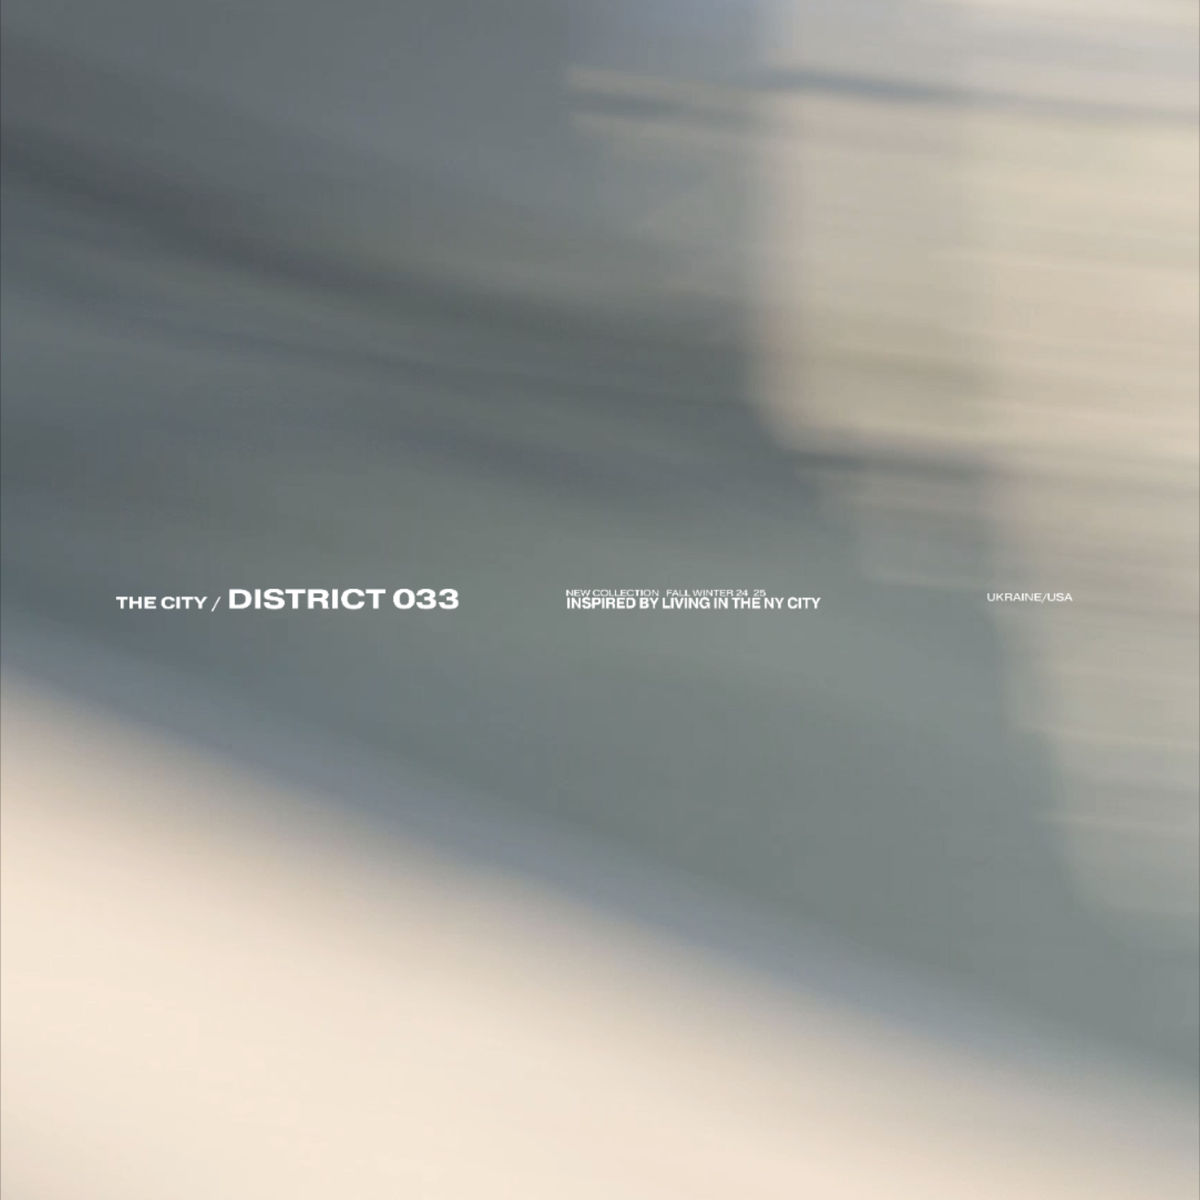 THE CITY / DISTRICT 033
NEW COLLECTION FALL WINTER 24 25
INSPIRED BY LIVING IN THE NY CITY
UKRAINE/USA